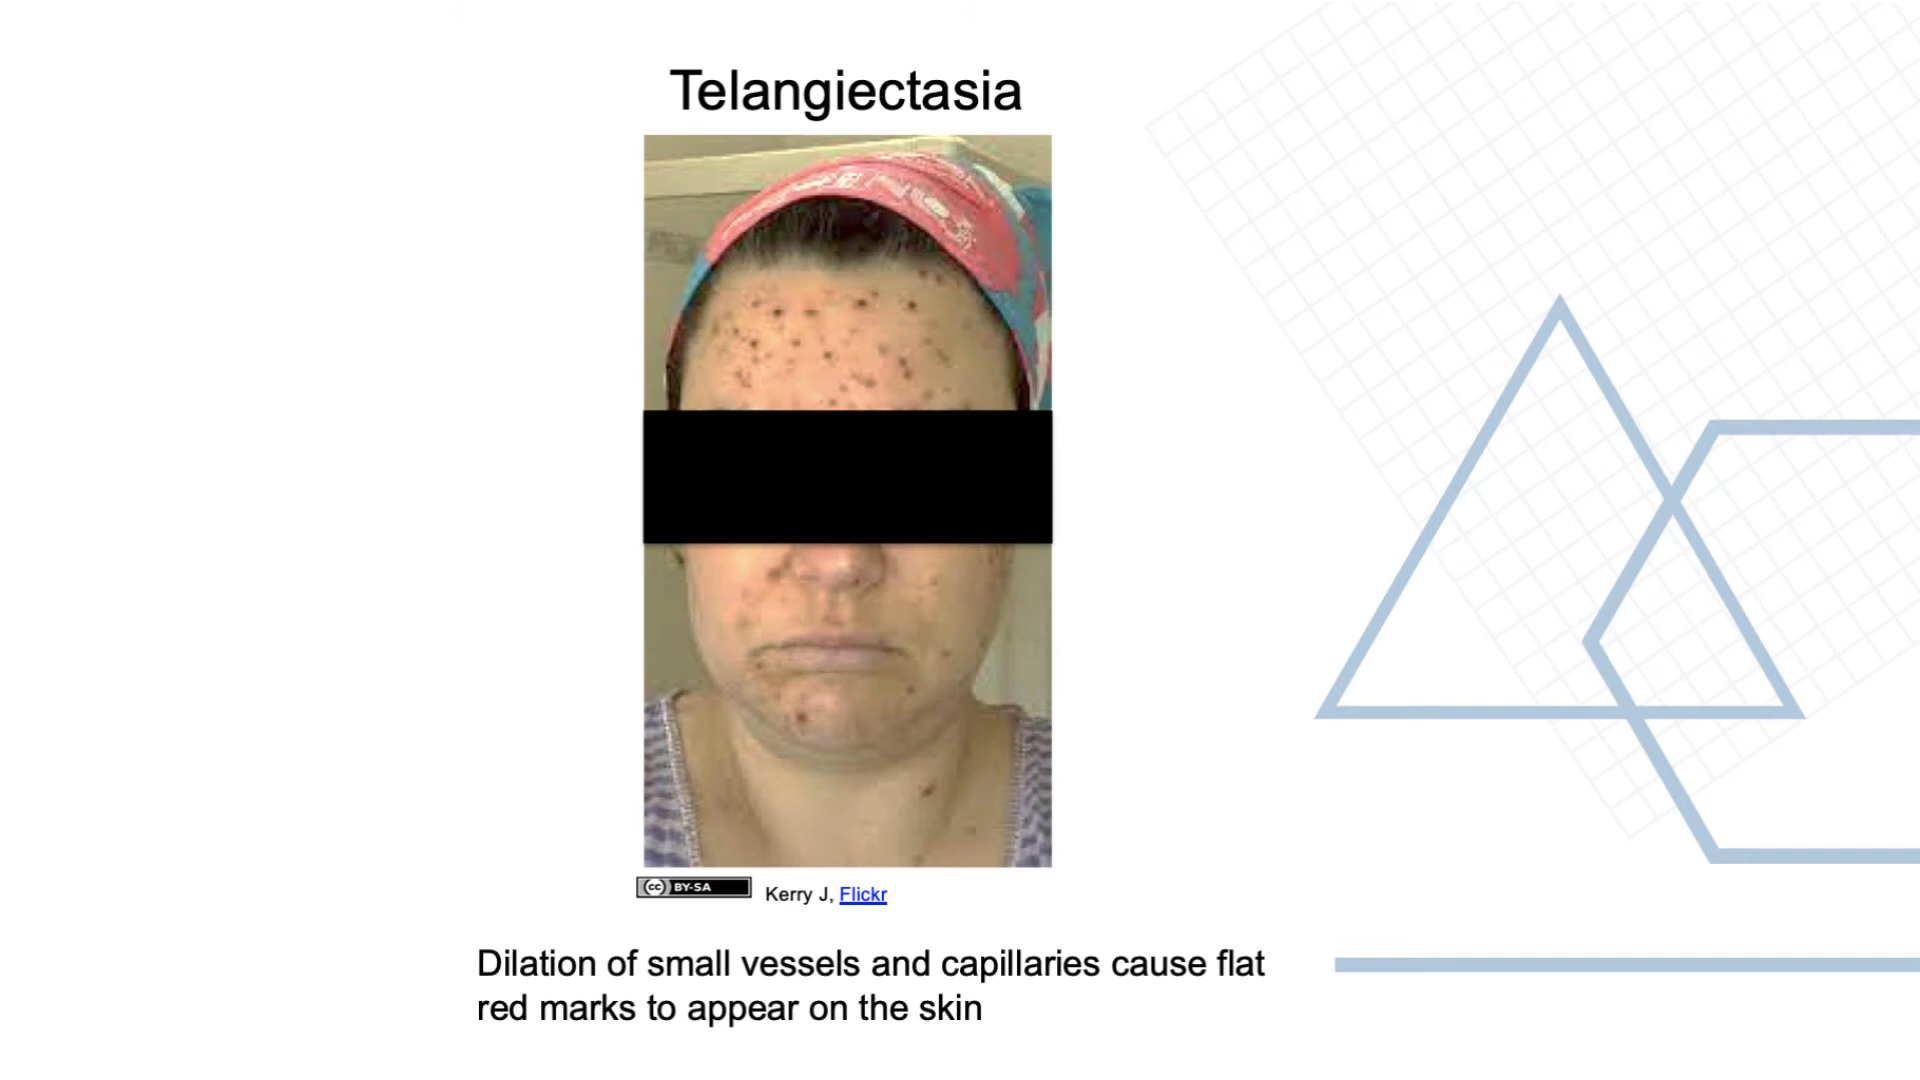 Telangiectasia
cc BY-SA
Kerry J, Flickr
Dilation of small vessels and capillaries cause flat
red marks to appear on the skin